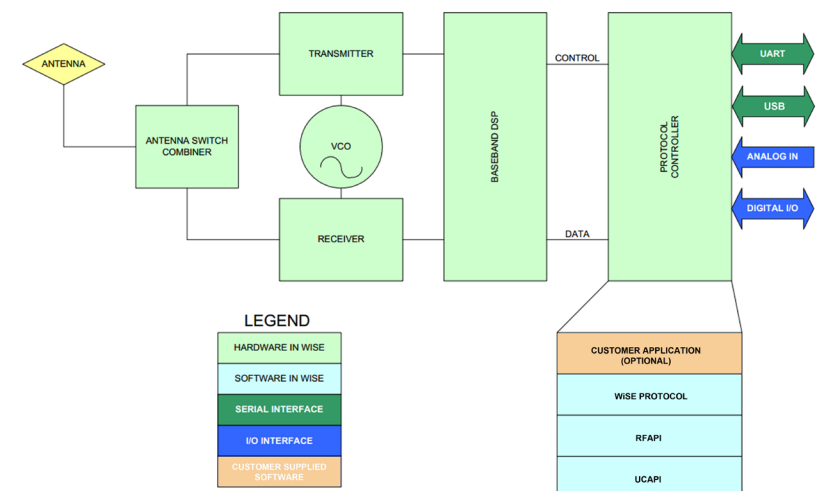 ANTENNA
ANTENNA SWITCH
COMBINER
TRANSMITTER
VCO
RECEIVER
BASEBAND DSP
CONTROL
DATA
PROTOCOL
CONTROLLER
UART
USB
ANALOG IN
DIGITAL I/O
LEGEND
HARDWARE IN WISE
SOFTWARE IN WISE
SERIAL INTERFACE
I/O INTERFACE
CUSTOMER SUPPLIED
SOFTWARE
CUSTOMER APPLICATION
(OPTIONAL)
WiSE PROTOCOL
RFAPI
UCAPI